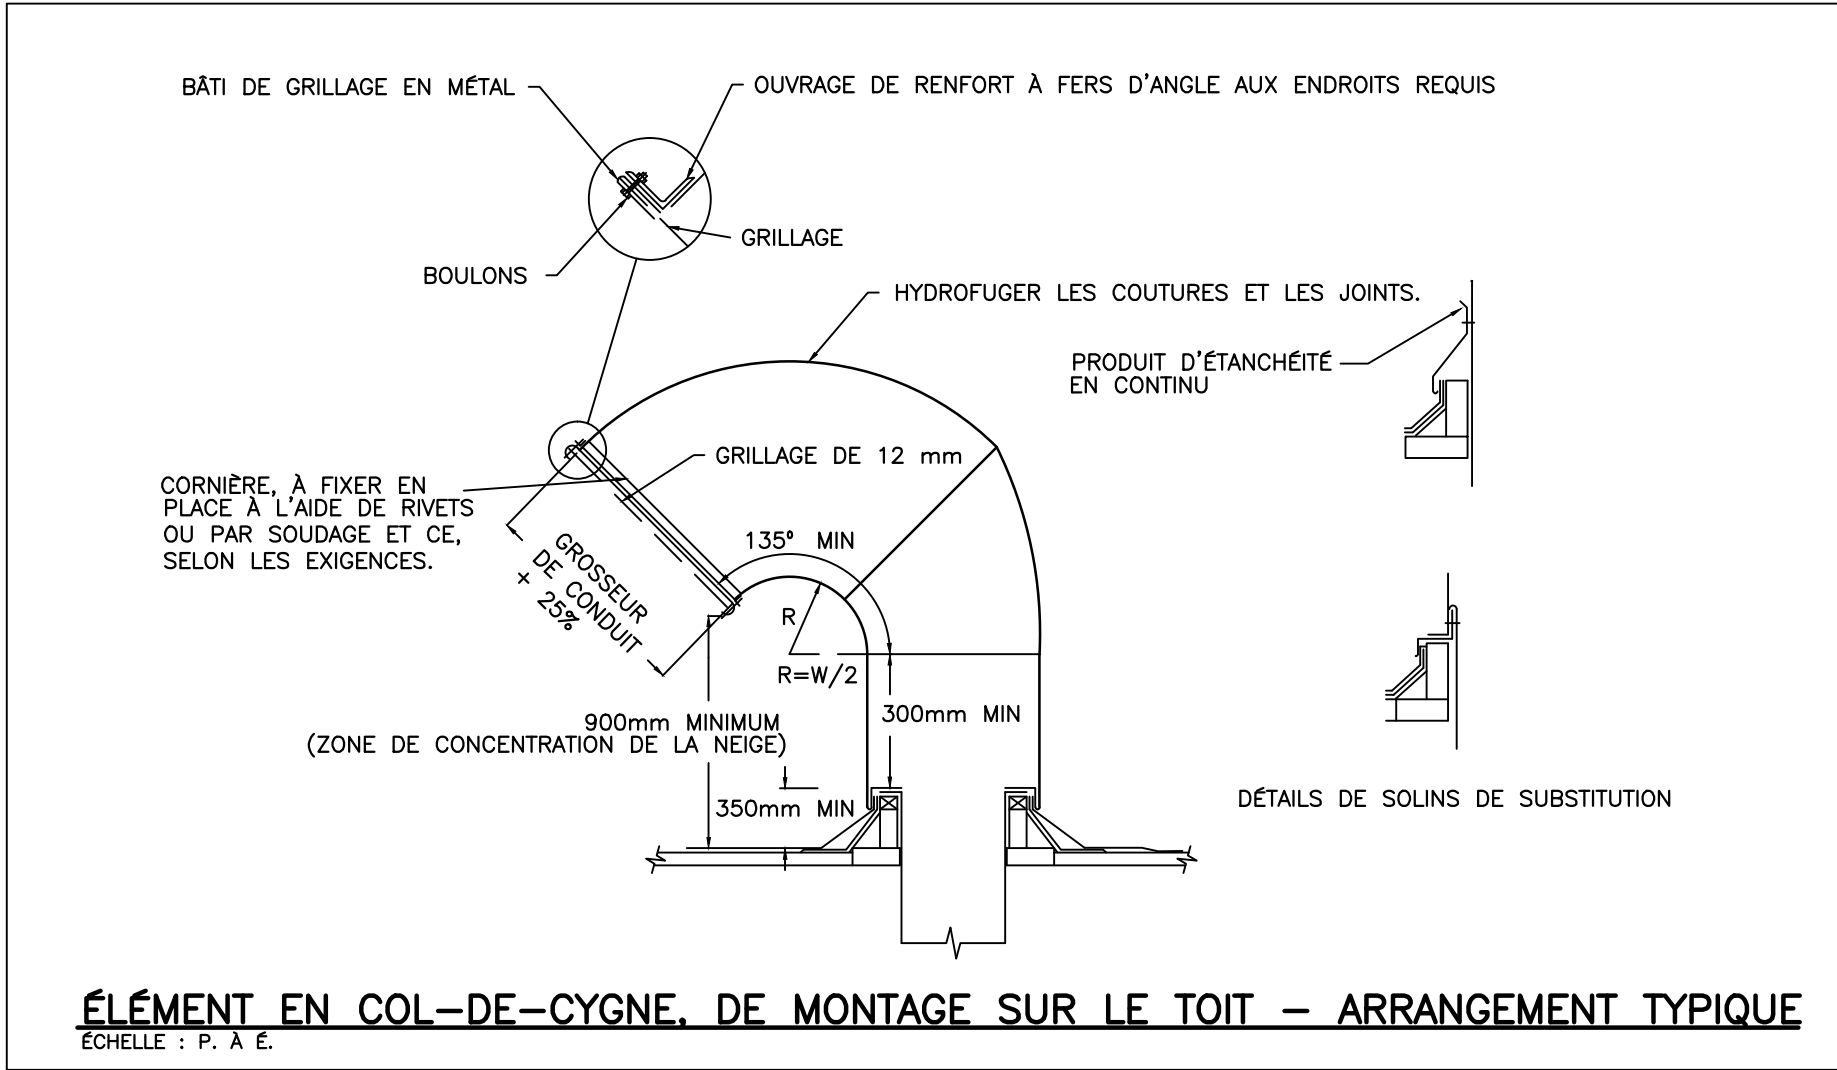 BÂTI DE GRILLAGE EN MÉTAL
OUVRAGE DE RENFORT À FERS D'ANGLE AUX ENDROITS REQUIS
GRILLAGE
BOULONS
HYDROFUGER LES COUTURES ET LES JOINTS.
PRODUIT D'ÉTANCHÉITÉ
EN CONTINU
GRILLAGE DE 12 mm
CORNIÈRE, À FIXER EN
PLACE À L'AIDE DE RIVETS
OU PAR SOUDAGE ET CE,
SELON LES EXIGENCES.
135° MIN
GROSSEUR
DE CONDUIT
+ 25%
R
R=W/2
900mm MINIMUM
(ZONE DE CONCENTRATION DE LA NEIGE)
300mm MIN
350mm MIN
DÉTAILS DE SOLINS DE SUBSTITUTION
ÉLÉMENT EN COL-DE-CYGNE, DE MONTAGE SUR LE TOIT - ARRANGEMENT TYPIQUE
ÉCHELLE : P. À É.